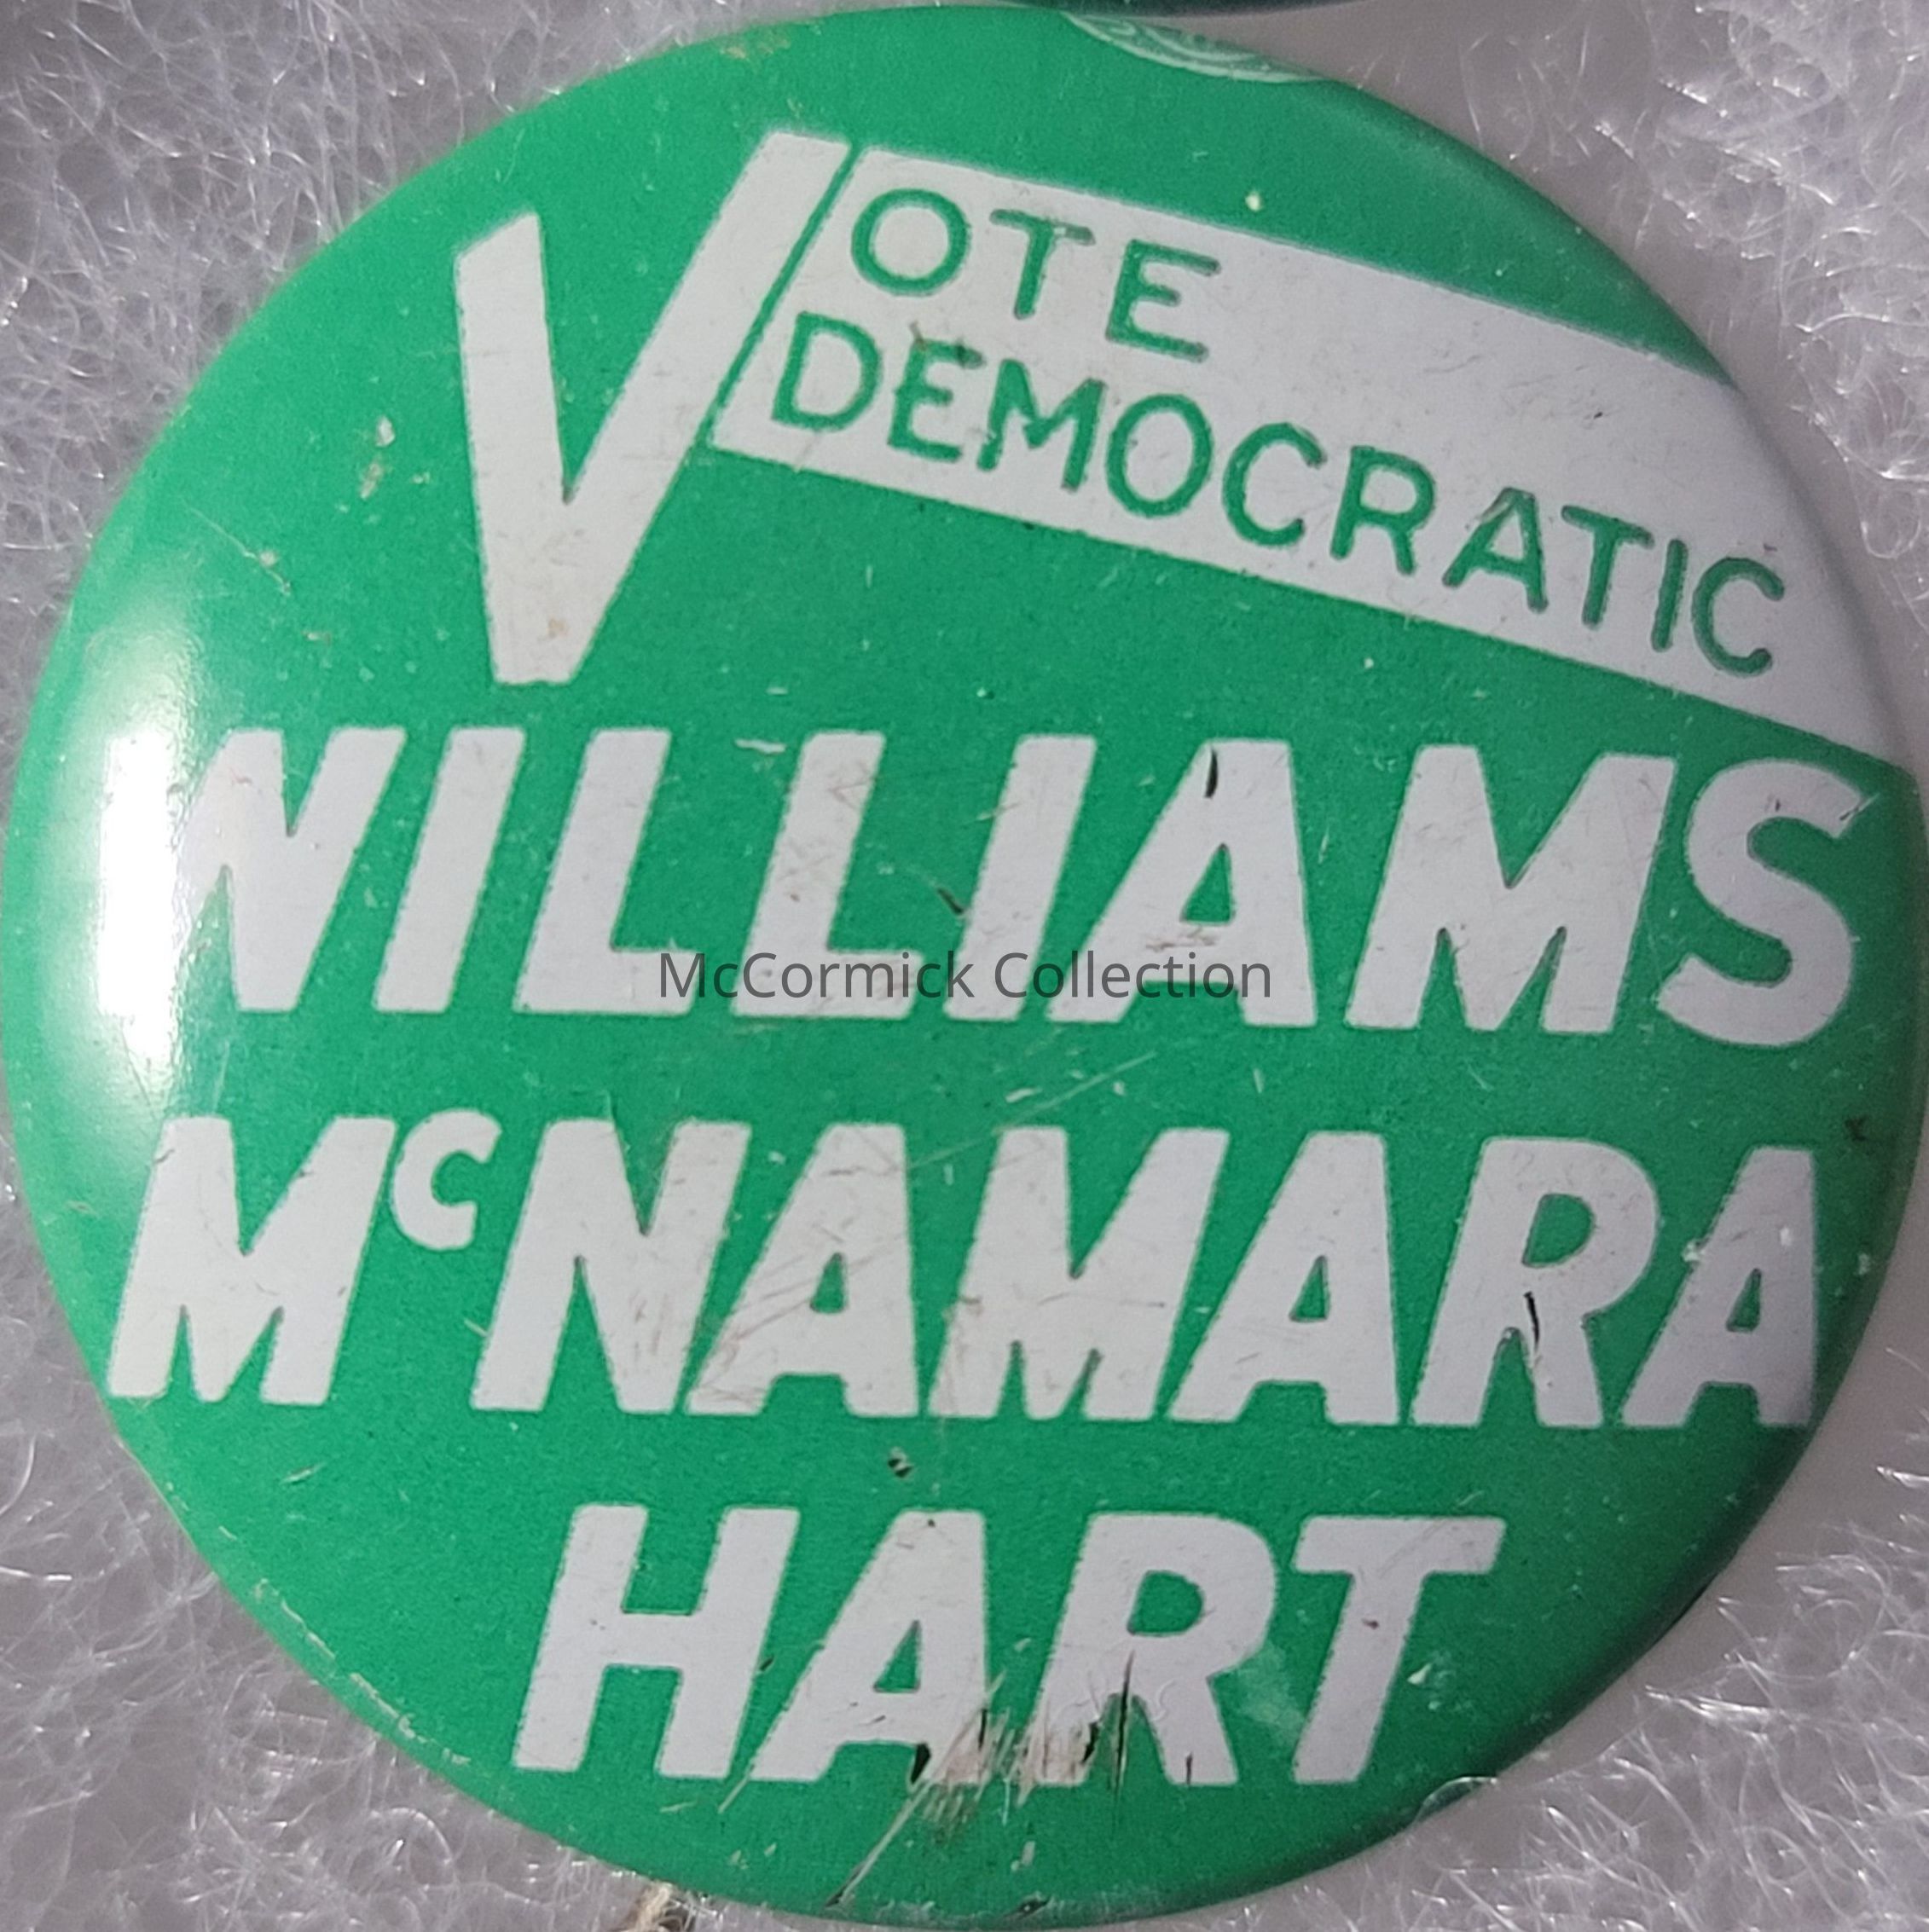 VOTE
DEMOCRATIC
WILLIAMS
McCormick Collection
McNAMARA
HART